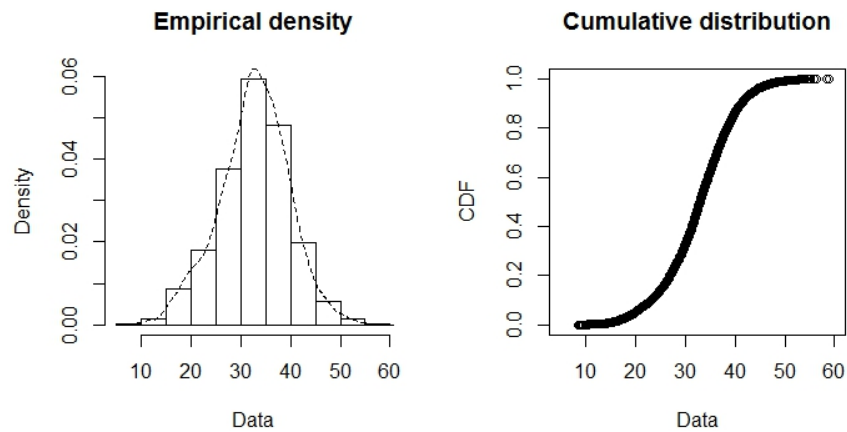 Empirical density
Density
0.00
0.02
0.04
0.06
10 20 30 40 50 60
Data
Cumulative distribution
CDF
0.0
0.2
0.4
0.6
0.8
1.0
10 20 30 40 50 60
Data